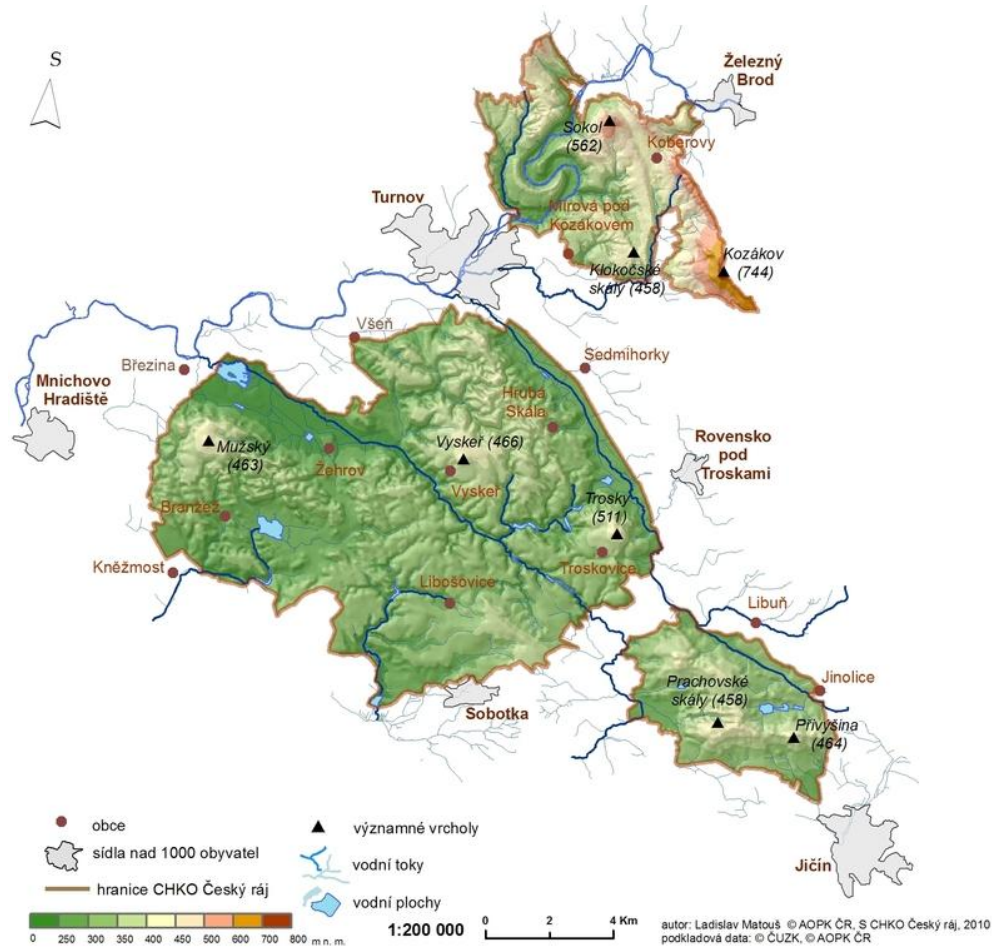 S
Železný
Brod
Sokol
(562)
Koberovy
Turnov
Mírová pod
Kozákovem
Klokočské
skály (458)
Kozákov
(744)
Všeň
Březina
Sedmihorky
Mnichovo
Hradiště
Hrubá
Skála
Mužský
(463)
Vyskeř (466)
Žehrov
Vyskeř
Rovensko
pod
Troskami
Trosky
(511)
Branžež
Troskovice
Kněžmost
Libošovice
Libuň
Prachovské
skály (458)
Jinolice
Sobotka
Přivýšina
(464)
Jičín
obce
sídla nad 1000 obyvatel
hranice CHKO Český ráj
významné vrcholy
vodní toky
vodní plochy
0 250 300 350 400 450 500 600 700 800 m n. m.
1:200 000
0 2 4 Km
autor: Ladislav Matouš © AOPK ČR, S CHKO Český ráj, 2010
podkladová data: © ČUZK, © AOPK ČR